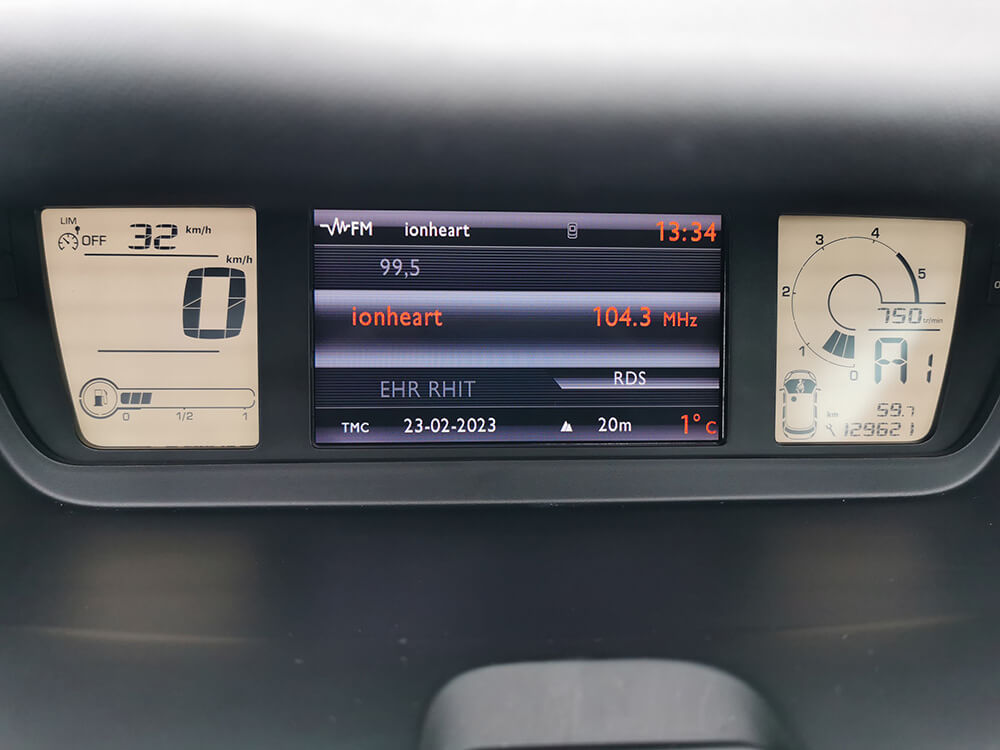 LIM
OFF 32 km/h
km/h
0
0 1/2 1
FM ionheart 13:34
99,5
ionheart 104.3 MHz
EHR RHIT
RDS
TMC 23-02-2023 20m 1°C
0 1 2 3 4 5
750 tr/min
A 1
km 59.7
129621